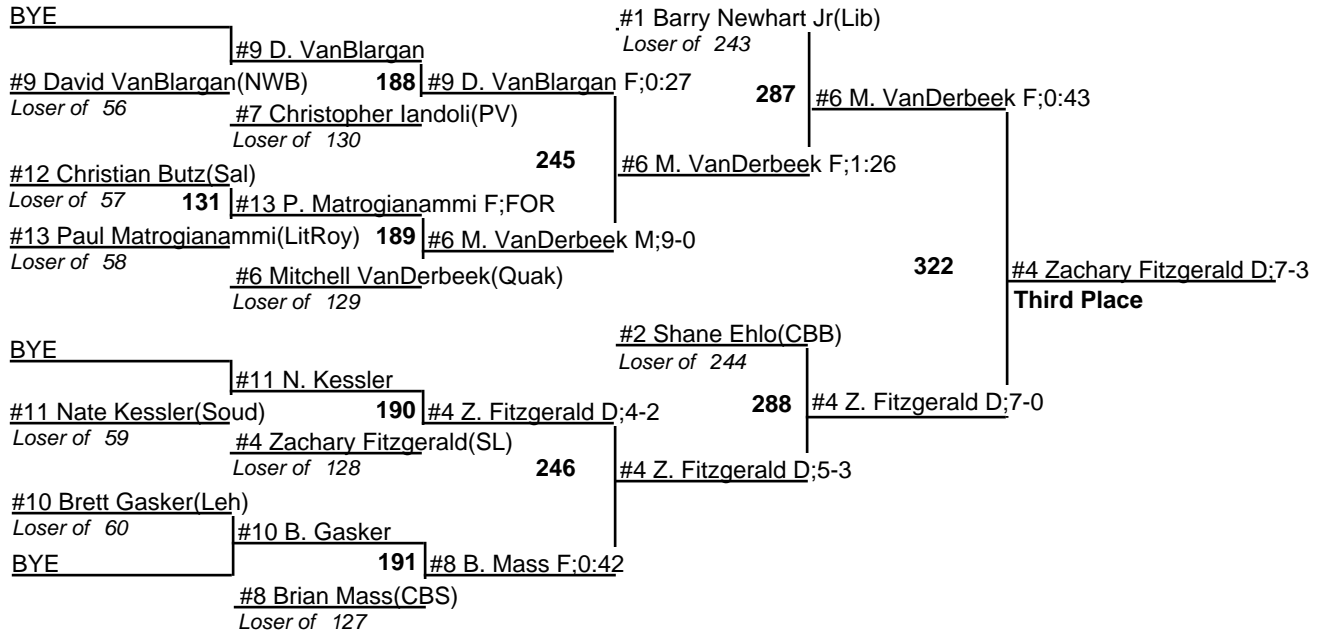 BYE
#1 Barry Newhart Jr(Lib)
Loser of 243
#9 D. VanBlargan
#9 David VanBlargan(NWB)
188
#9 D. VanBlargan F;0:27
287
#6 M. VanDerbeek F;0:43
Loser of 56
#7 Christopher Iandoli(PV)
Loser of 130
245
#6 M. VanDerbeek F;1:26
#12 Christian Butz(Sal)
Loser of 57
131
#13 P. Matrogianammi F;FOR
#13 Paul Matrogianammi(LitRoy)
189
#6 M. VanDerbeek M;9-0
Loser of 58
322
#4 Zachary Fitzgerald D;7-3
#6 Mitchell VanDerbeek(Quak)
Loser of 129
Third Place
#2 Shane Ehlo(CBB)
BYE
Loser of 244
#11 N. Kessler
#11 Nate Kessler(Soud)
190
#4 Z. Fitzgerald D;4-2
288
#4 Z. Fitzgerald D;7-0
Loser of 59
#4 Zachary Fitzgerald(SL)
Loser of 128
246
#4 Z. Fitzgerald D;5-3
#10 Brett Gasker(Leh)
Loser of 60
#10 B. Gasker
BYE
191
#8 B. Mass F;0:42
#8 Brian Mass(CBS)
Loser of 127